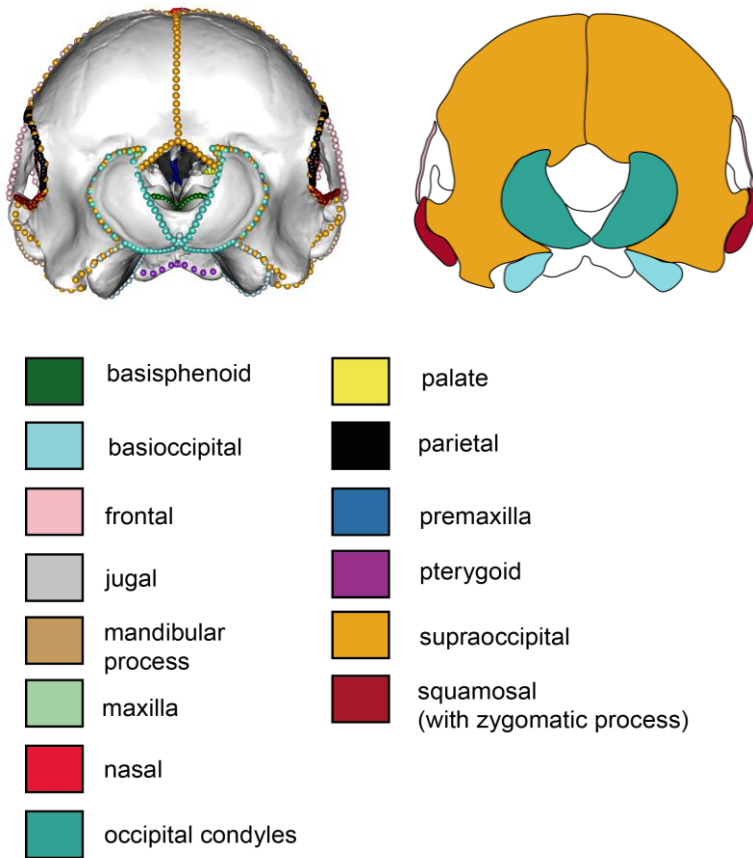 basisphenoid
basioccipital
frontal
jugal
mandibular
process
maxilla
nasal
occipital condyles
palate
parietal
premaxilla
pterygoid
supraoccipital
squamosal
(with zygomatic process)